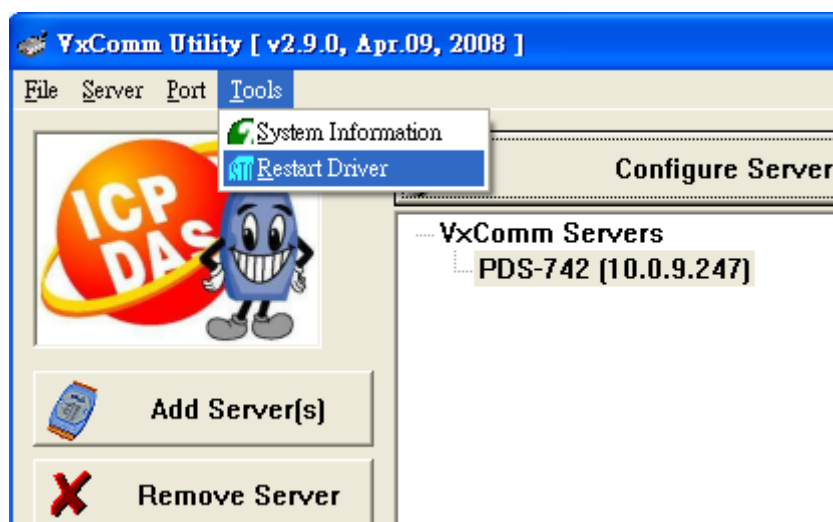 VxComm Utility [ v2.9.0, Apr.09, 2008 ]
File Server Port Tools
System Information
Restart Driver
Configure Server
ICP
DAS
VxComm Servers
PDS-742 (10.0.9.247)
Add Server(s)
Remove Server